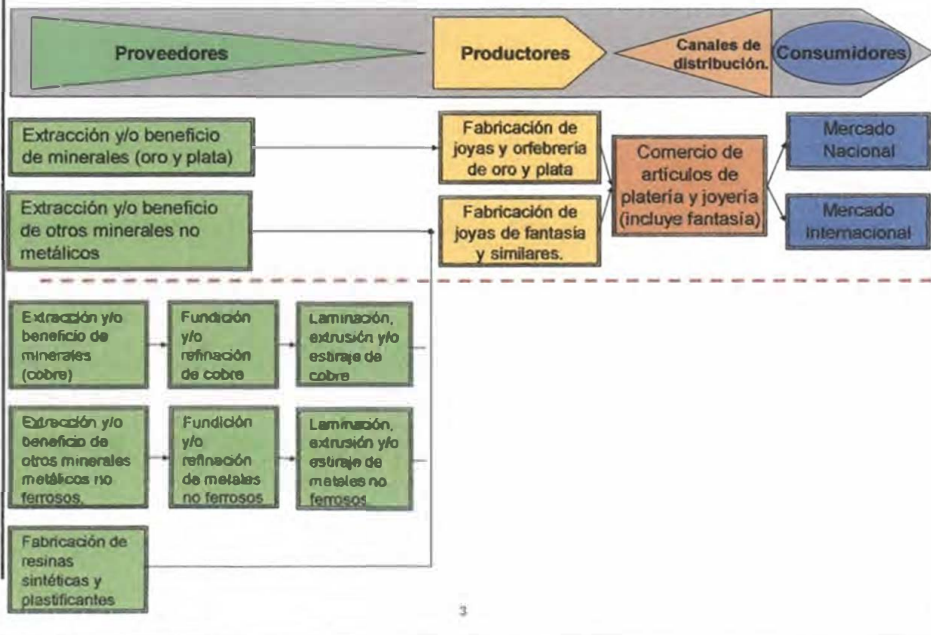 Proveedores
Productores
Canales de
distribución.
Consumidores
Extracción y/o beneficio
de minerales (oro y plata)
Fabricación de
joyas y orfebrería
de oro y plata
Comercio de
artículos de
platería y joyería
(incluye fantasía)
Mercado
Nacional
Extracción y/o beneficio
de otros minerales no
metálicos
Fabricación de
joyas de fantasía
y similares.
Mercado
Internacional
Extracción y/o
beneficio de
minerales
(cobre)
Fundición
y/o
refinación
de cobre
Laminación,
extrusión y/o
estiraje de
cobre
Extracción y/o
beneficio de
otros minerales
metálicos no
ferrosos.
Fundición
y/o
refinación
de metales
no ferrosos
Laminación,
extrusión y/o
estiraje de
metales no
ferrosos.
Fabricación de
resinas
sintéticas y
plastificantes
3